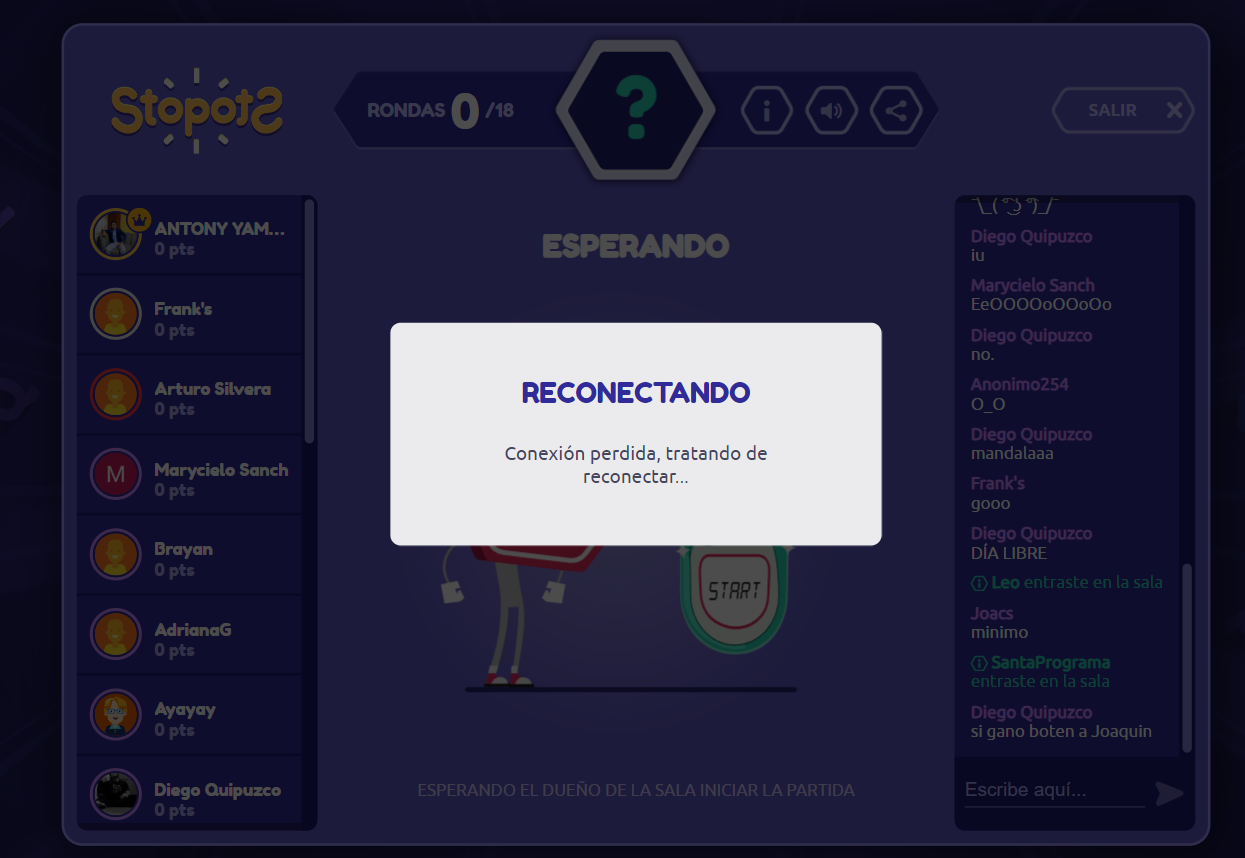 StopotS
RONDAS 0 /18
?
i
SALIR
ANTONY YAM...
0 pts
Frank's
0 pts
Arturo Silvera
0 pts
M
Marycielo Sanch
0 pts
Brayan
0 pts
AdrianaG
0 pts
Ayayay
0 pts
Diego Quipuzco
0 pts
ESPERANDO
RECONECTANDO
Conexión perdida, tratando de
reconectar...
START
ESPERANDO EL DUEÑO DE LA SALA INICIAR LA PARTIDA
Diego Quipuzco
iu
Marycielo Sanch
EeOOOOoOOoOo
Diego Quipuzco
no.
Anonimo254
O_O
Diego Quipuzco
mandalaaa
Frank's
gooo
Diego Quipuzco
DÍA LIBRE
Leo entraste en la sala
Joacs
minimo
SantaPrograma
entraste en la sala
Diego Quipuzco
si gano boten a Joaquin
Escribe aquí...